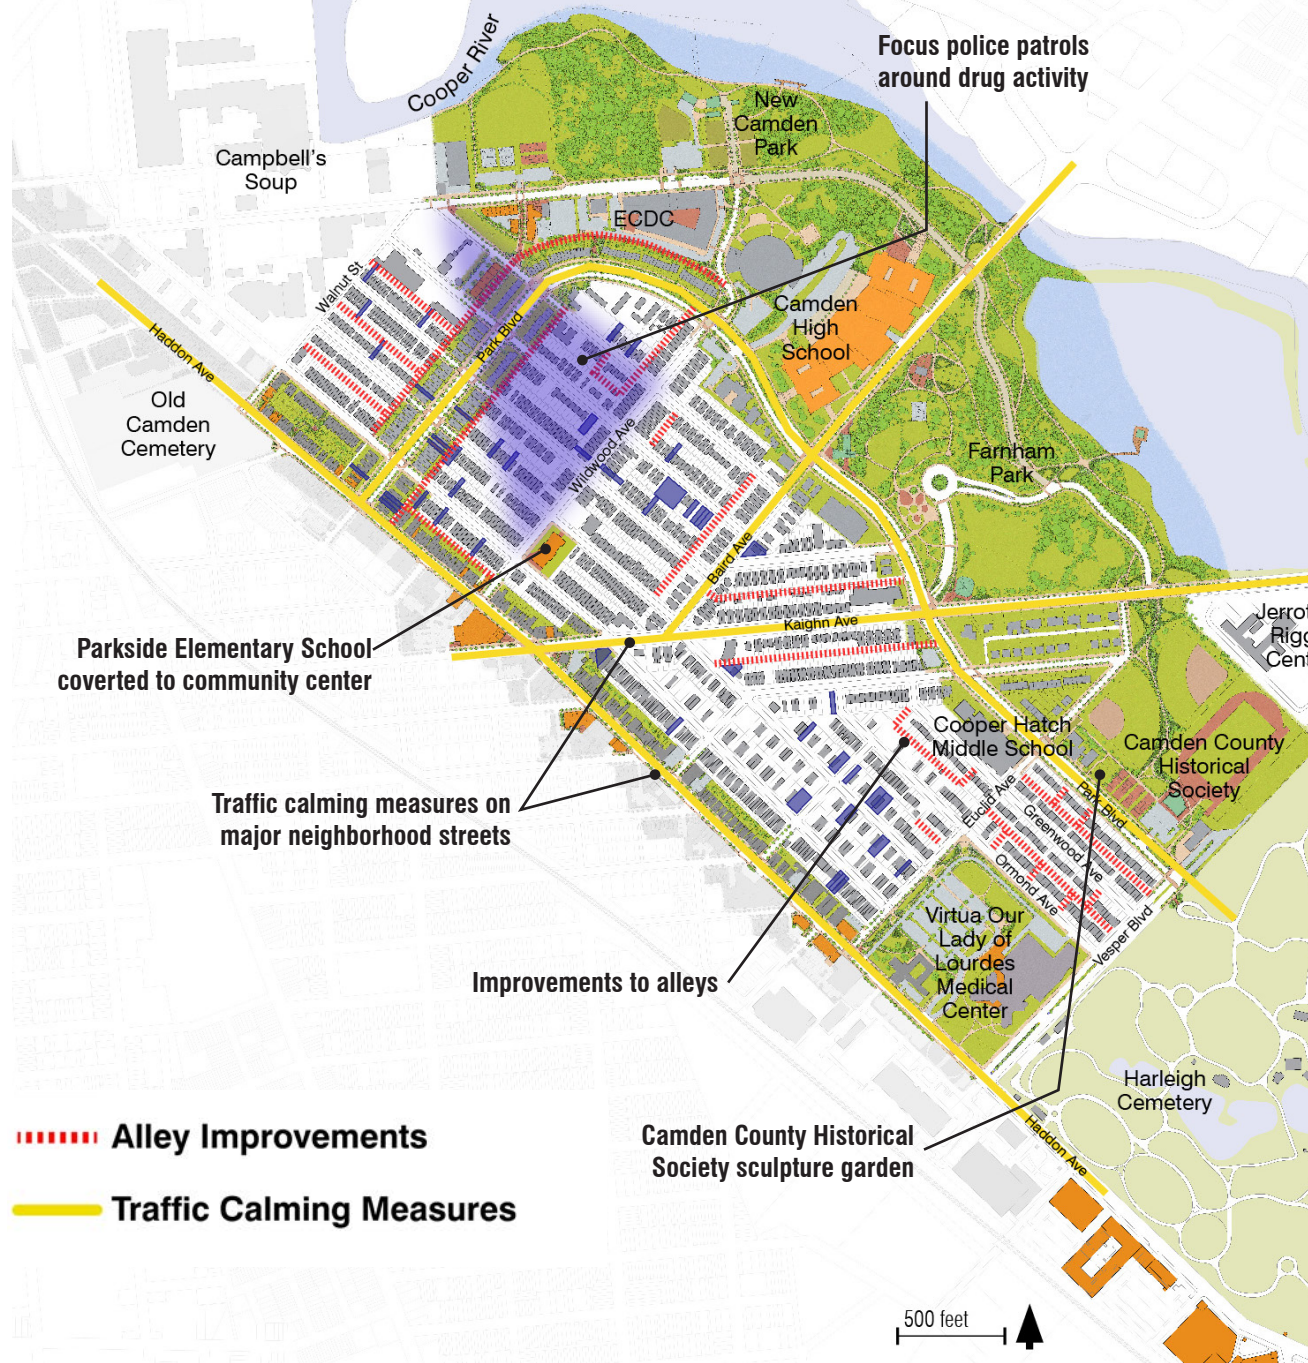 Cooper River
Focus police patrols
around drug activity
New
Camden
Park
Campbell's
Soup
ECDC
Walnut St
Camden
High
School
Park Blvd
Haddon Ave
Old
Camden
Cemetery
Wildwood Ave
Farnham
Park
Baird Ave
Kaighn Ave
Parkside Elementary School
coverted to community center
Cooper Hatch
Middle School
Camden County
Historical
Society
Traffic calming measures on
major neighborhood streets
Euclid Ave
Park Blvd
Greenwood Ave
Ormond Ave
Virtua Our
Lady of
Lourdes
Medical
Center
Vesper Blvd
Improvements to alleys
Harleigh
Cemetery
Camden County Historical
Society sculpture garden
Haddon Ave
Alley Improvements
Traffic Calming Measures
500 feet